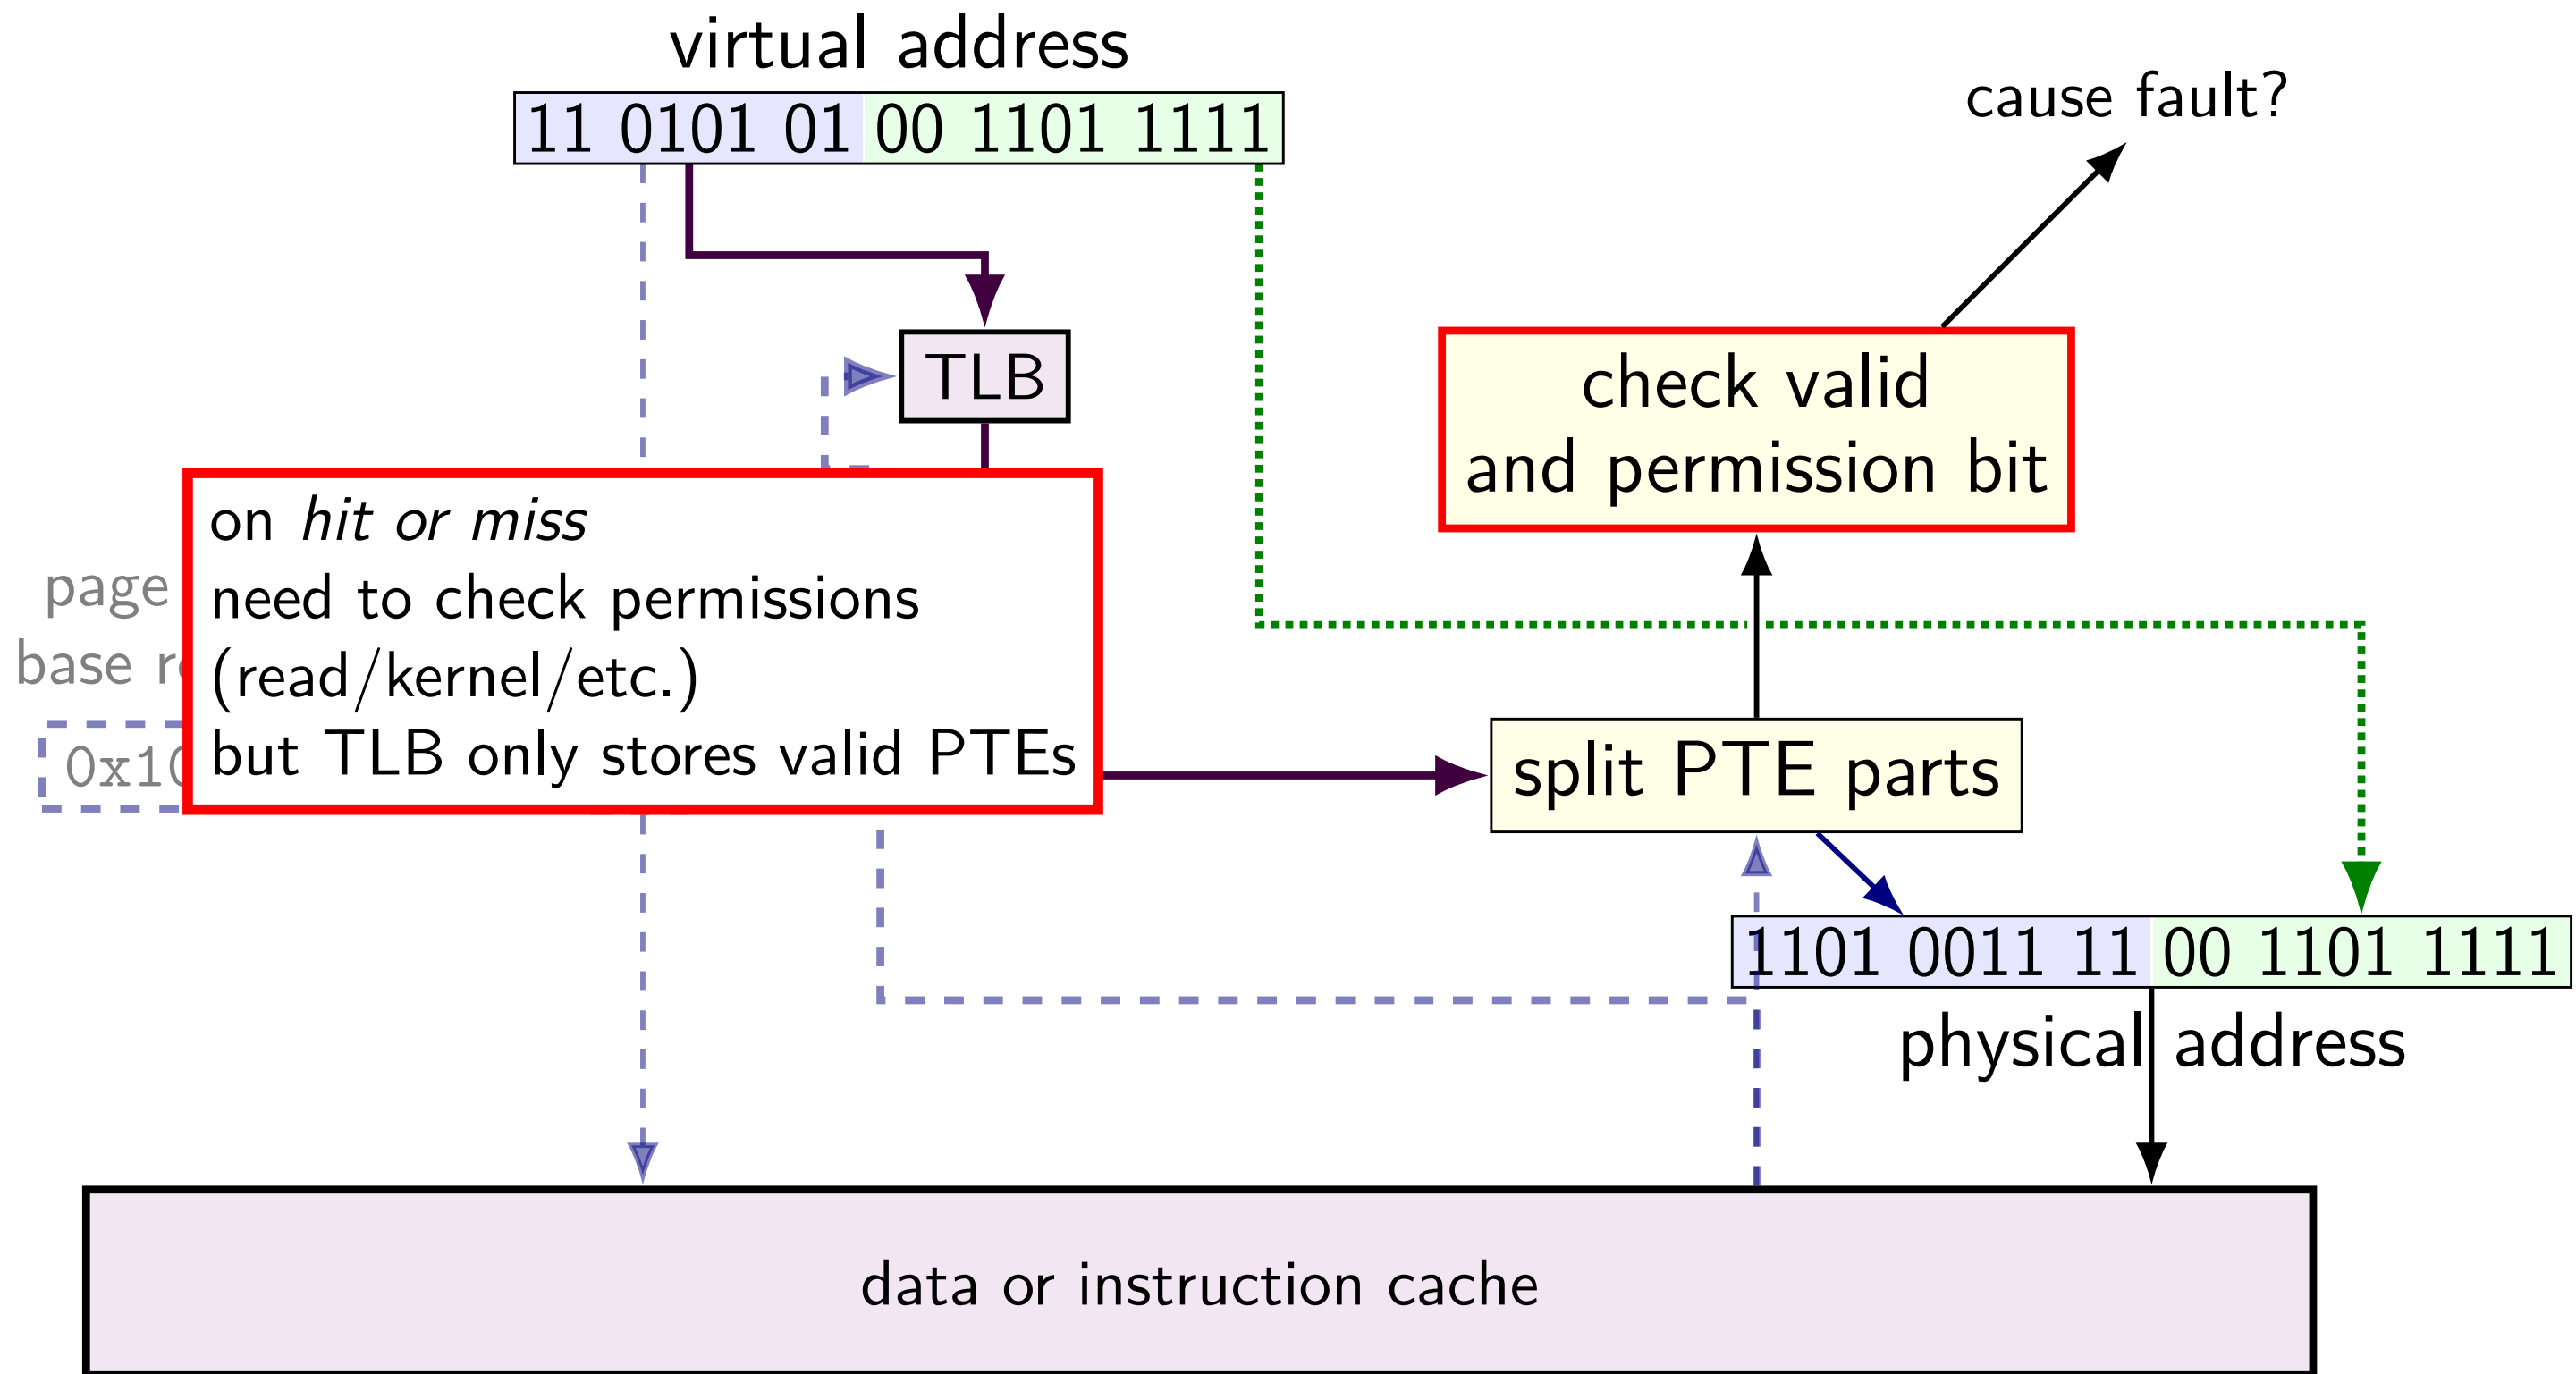 virtual address
11 0101 01 00 1101 1111
cause fault?
TLB
check valid
and permission bit
on hit or miss
need to check permissions
(read/kernel/etc.)
but TLB only stores valid PTEs
page
base
0x10
split PTE parts
1101 0011 11 00 1101 1111
physical address
data or instruction cache